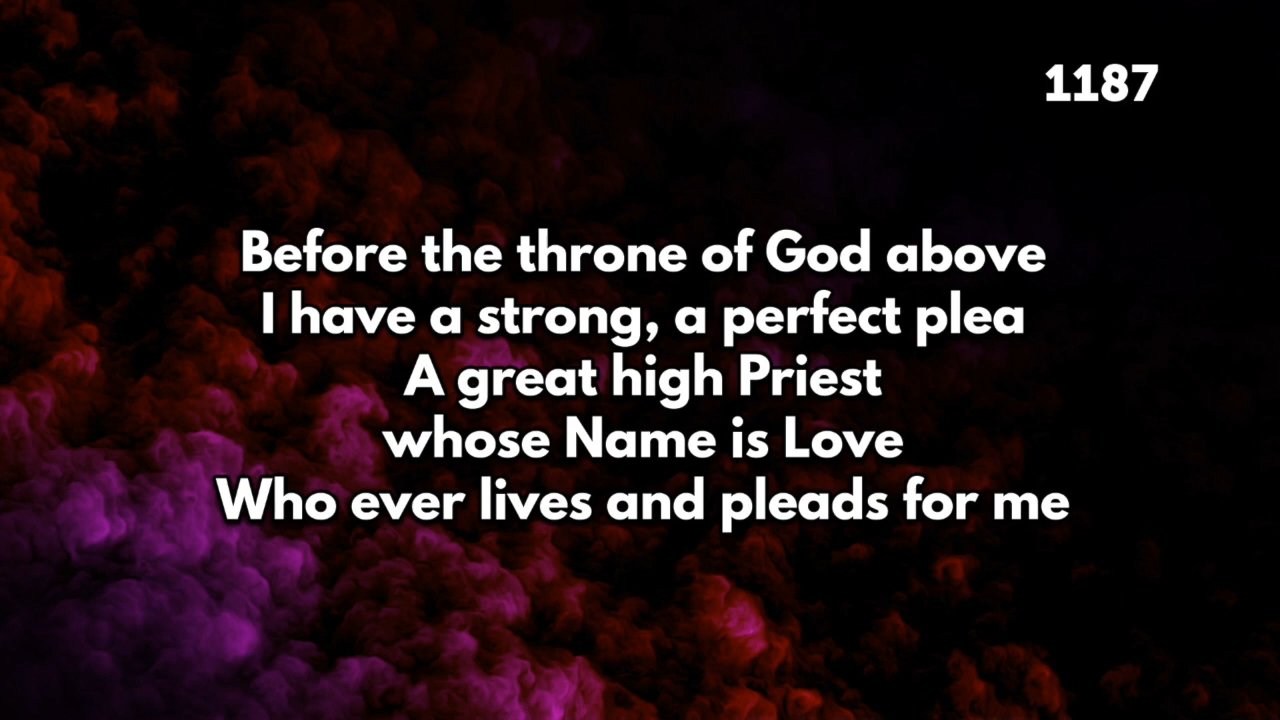 1187
Before the throne of God above
I have a strong, a perfect plea
A great high Priest
whose Name is Love
Who ever lives and pleads for me